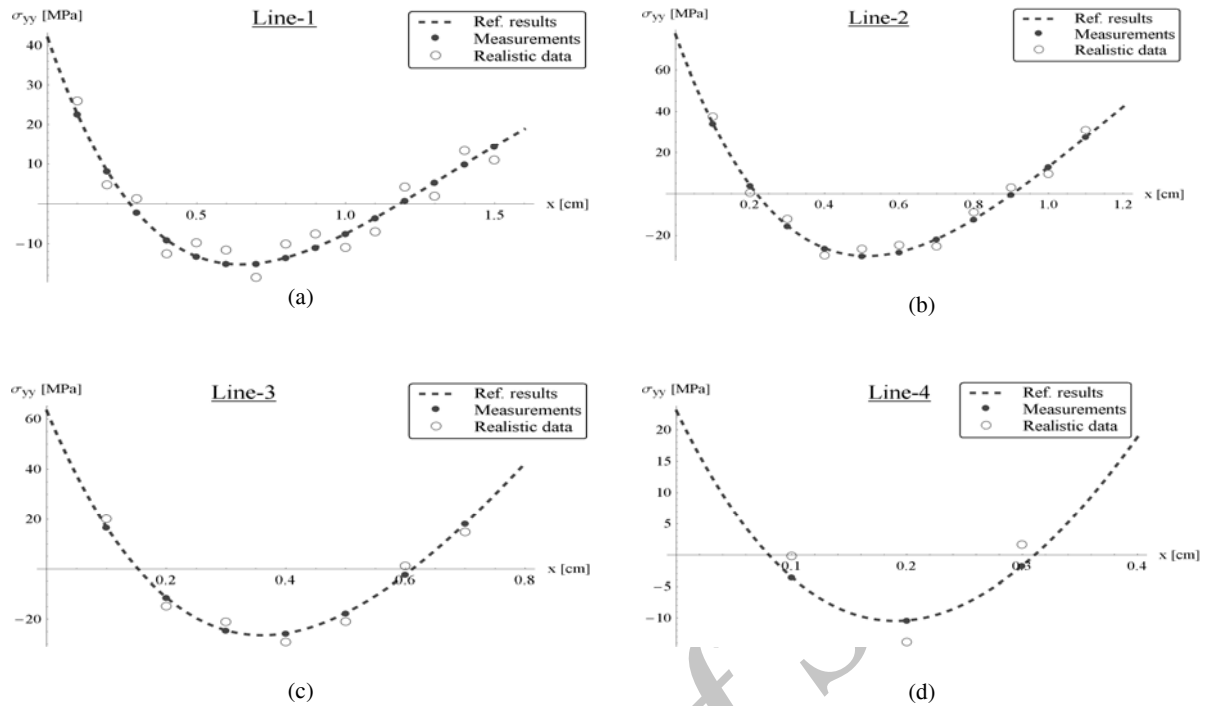 σyy [MPa]
Line-1
Ref. results
Measurements
Realistic data
40
30
20
10
−10
0.5
1.0
1.5
x [cm]
(a)
σyy [MPa]
Line-2
Ref. results
Measurements
Realistic data
60
40
20
−20
0.2
0.4
0.6
0.8
1.0
1.2
x [cm]
(b)
σyy [MPa]
Line-3
Ref. results
Measurements
Realistic data
60
40
20
−20
0.2
0.4
0.6
0.8
x [cm]
(c)
σyy [MPa]
Line-4
Ref. results
Measurements
Realistic data
20
15
10
5
−5
−10
0.1
0.2
0.3
0.4
x [cm]
(d)